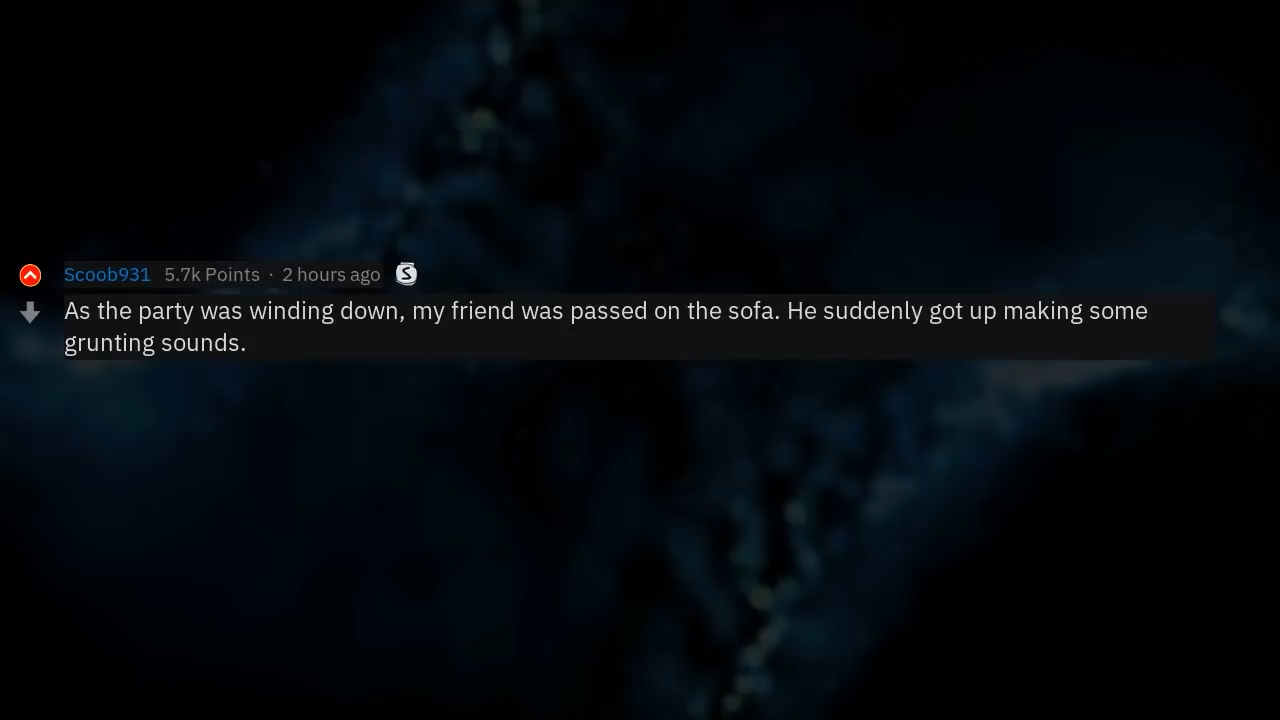 Scoob931 5.7k Points · 2 hours ago S
As the party was winding down, my friend was passed on the sofa. He suddenly got up making some
grunting sounds.